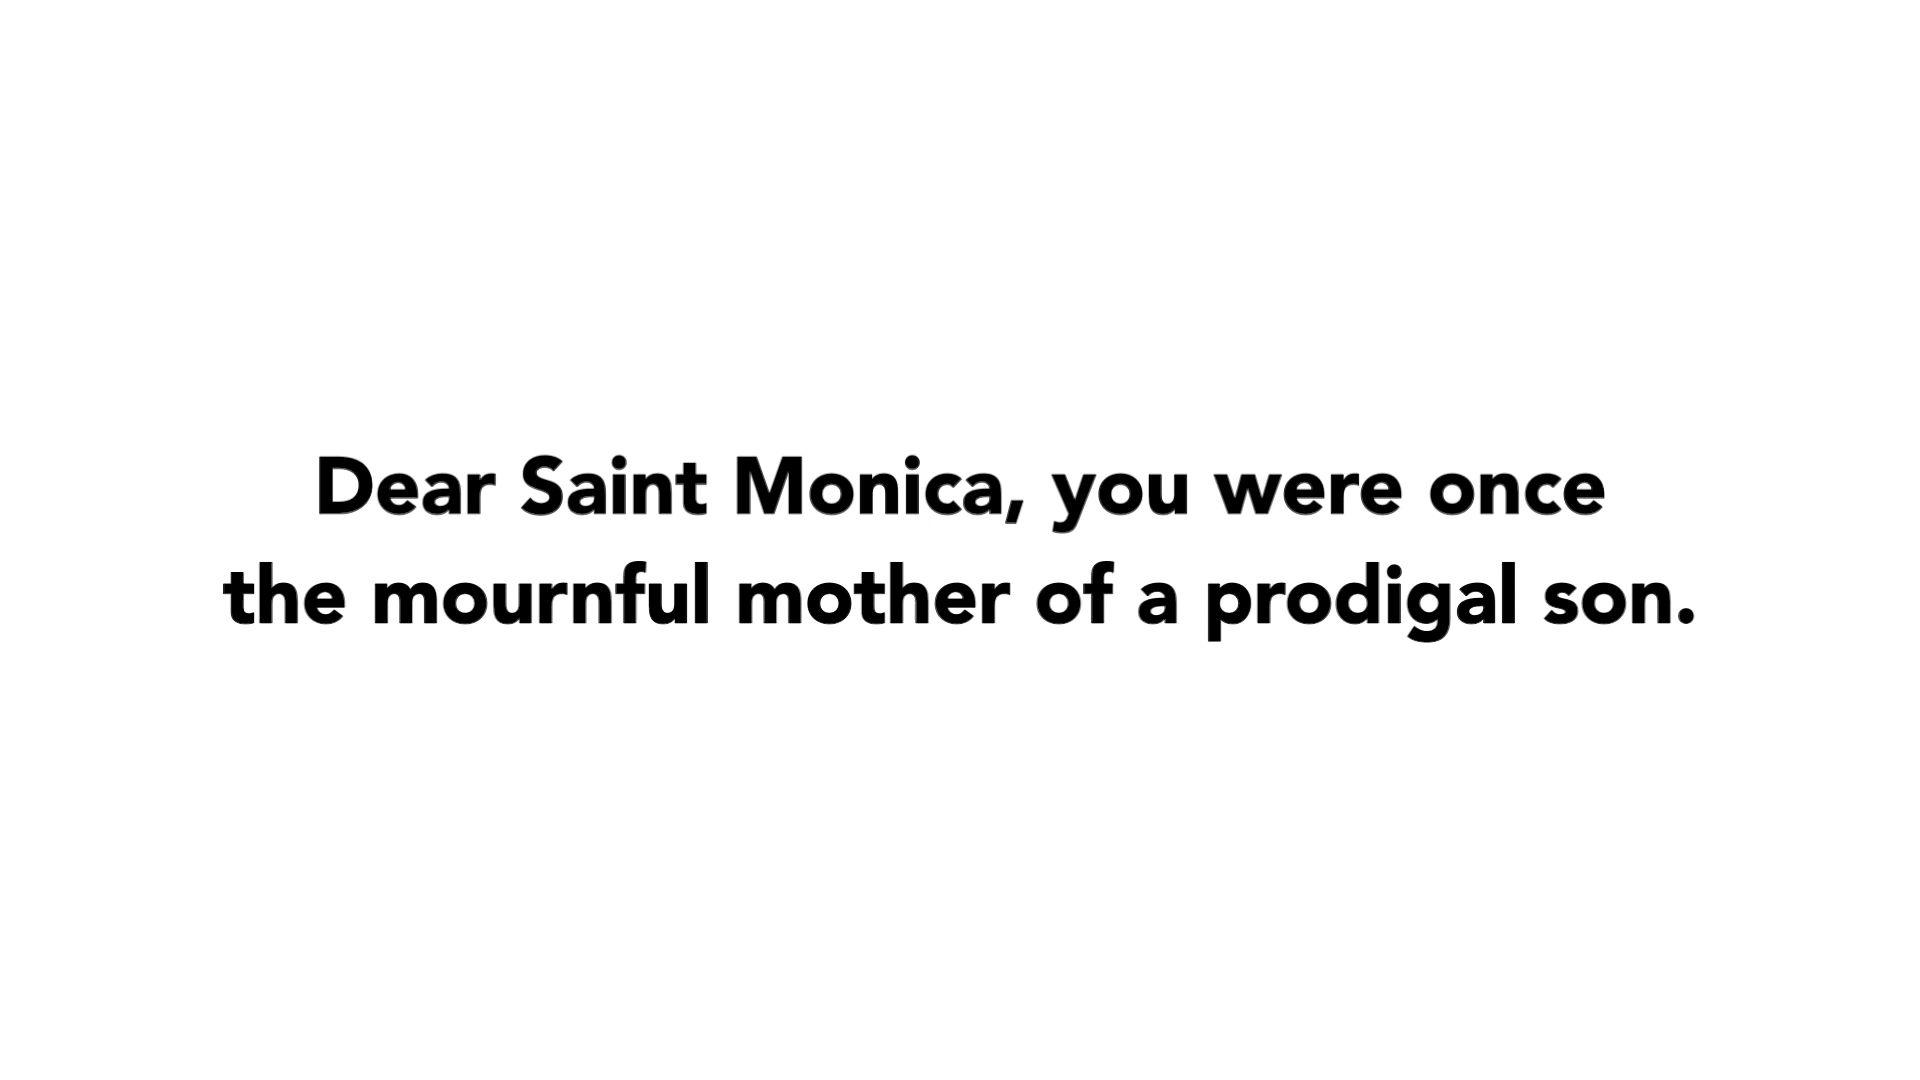 Dear Saint Monica, you were once
the mournful mother of a prodigal son.